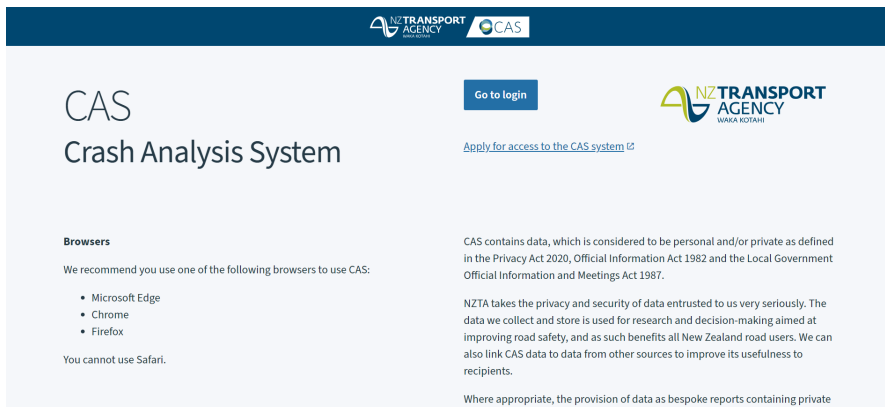 NZTRANSPORT
AGENCY
WAKA KOTAHI
CAS
CAS
Crash Analysis System
Go to login
NZTRANSPORT
AGENCY
WAKA KOTAHI
Apply for access to the CAS system
Browsers
We recommend you use one of the following browsers to use CAS:
• Microsoft Edge
• Chrome
• Firefox
You cannot use Safari.
CAS contains data, which is considered to be personal and/or private as defined
in the Privacy Act 2020, Official Information Act 1982 and the Local Government
Official Information and Meetings Act 1987.
NZTA takes the privacy and security of data entrusted to us very seriously. The
data we collect and store is used for research and decision-making aimed at
improving road safety, and as such benefits all New Zealand road users. We can
also link CAS data to data from other sources to improve its usefulness to
recipients.
Where appropriate, the provision of data as bespoke reports containing private